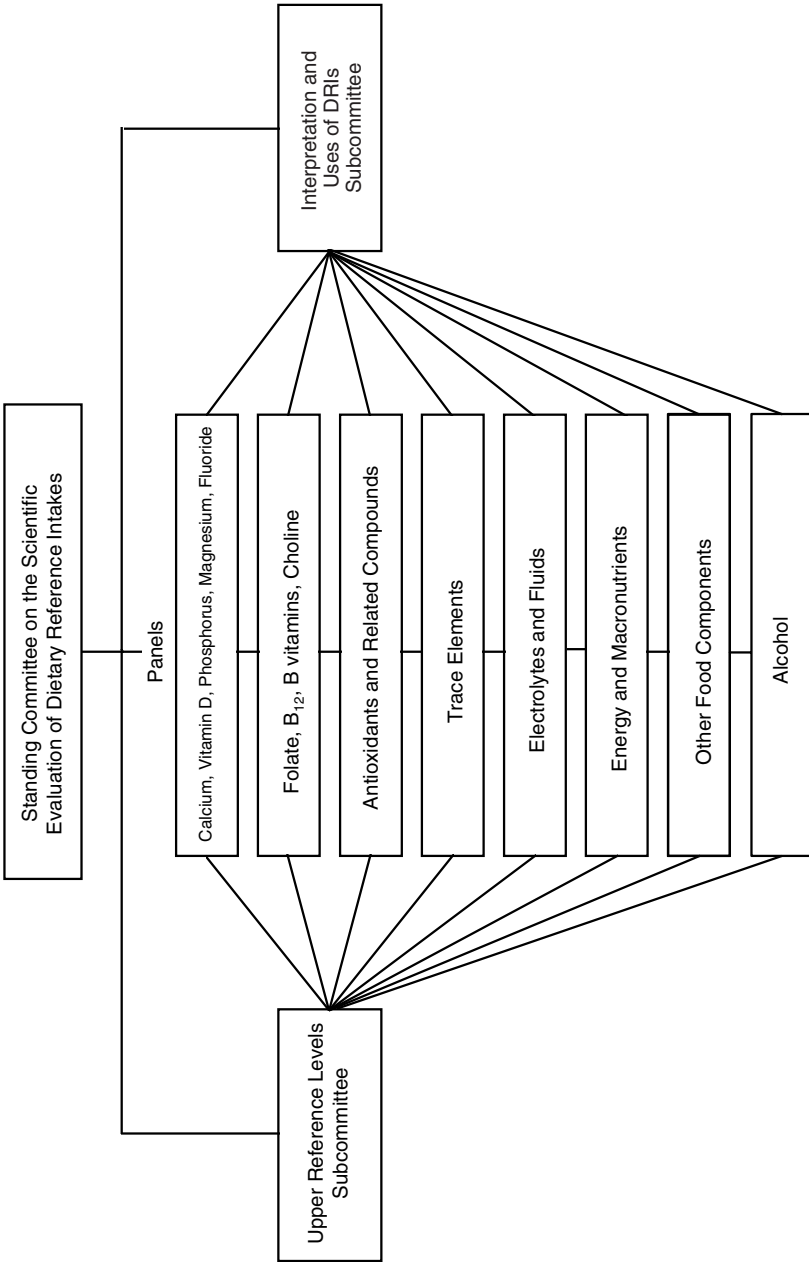 Standing Committee on the Scientific
Evaluation of Dietary Reference Intakes
Panels
Upper Reference Levels
Subcommittee
Calcium, Vitamin D, Phosphorus, Magnesium, Fluoride
Folate, B₁₂, B vitamins, Choline
Antioxidants and Related Compounds
Trace Elements
Electrolytes and Fluids
Energy and Macronutrients
Other Food Components
Alcohol
Interpretation and
Uses of DRIs
Subcommittee